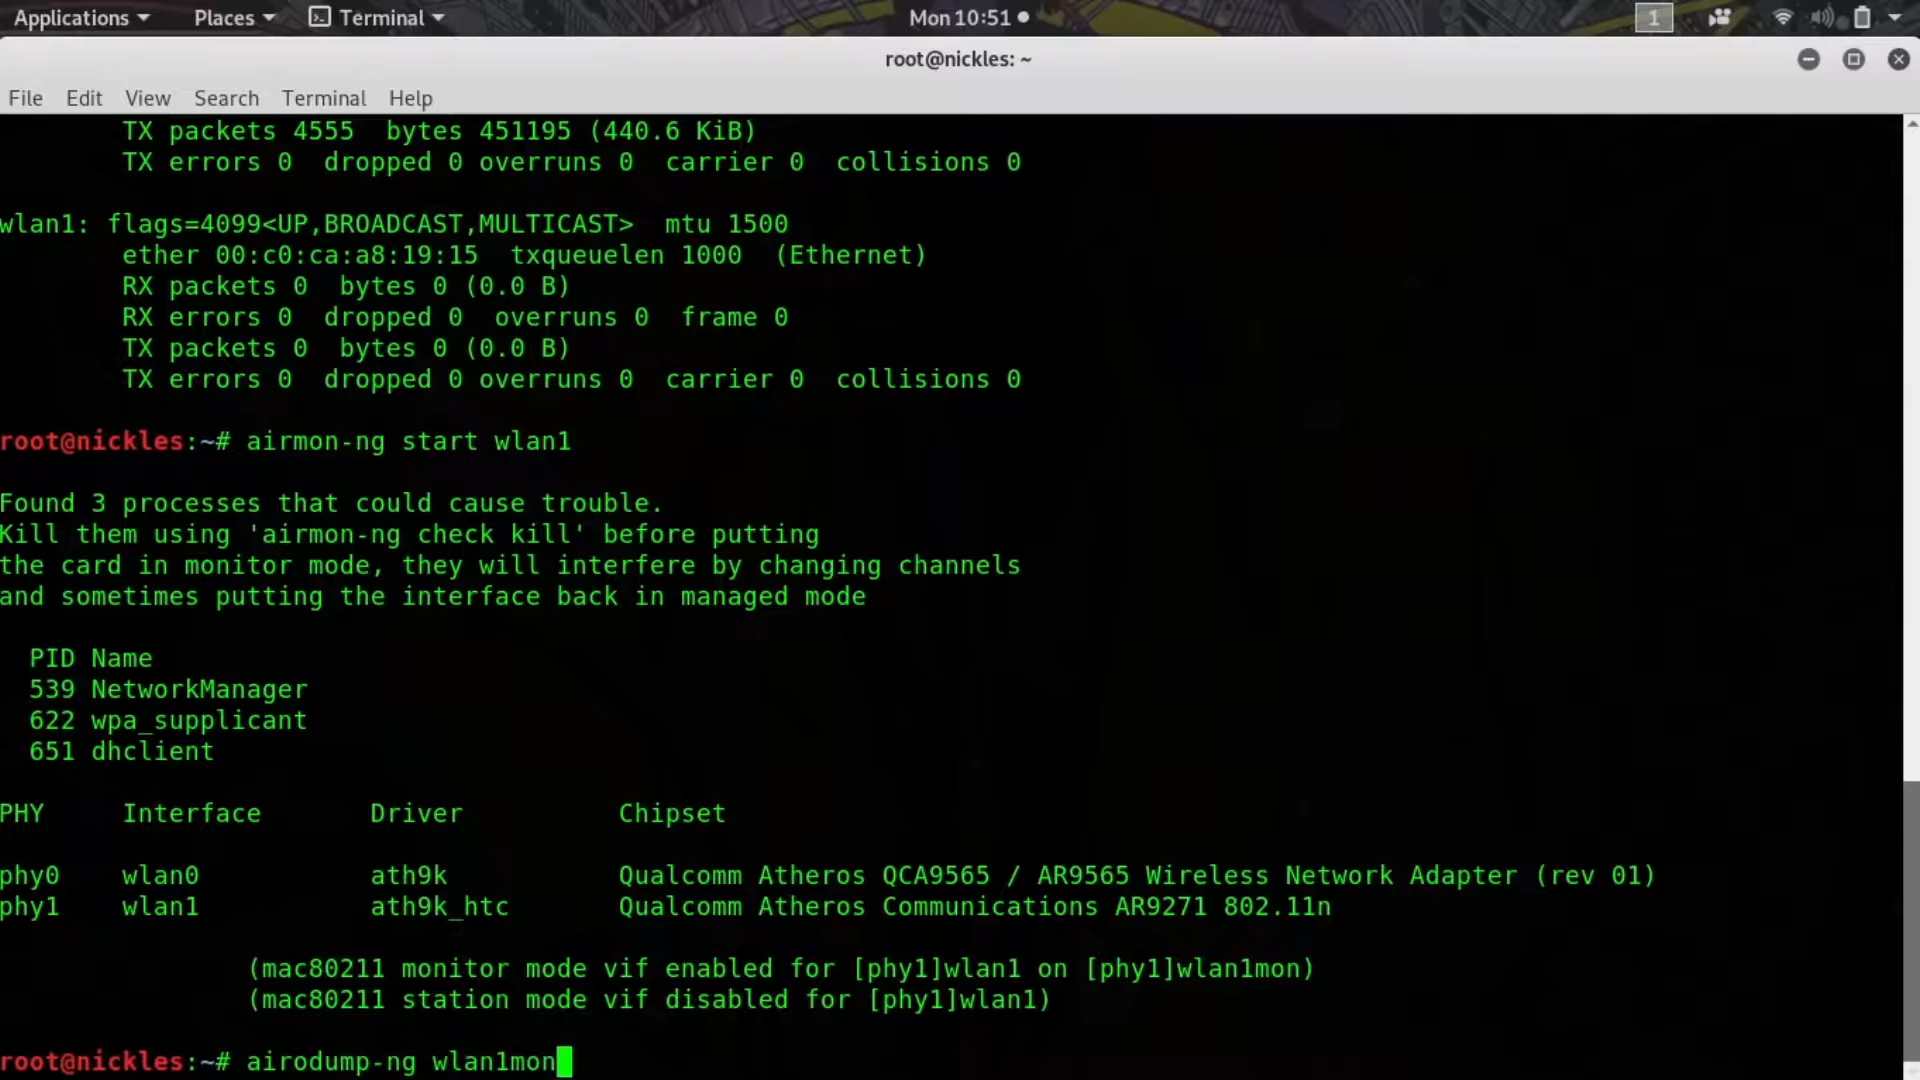 Applications Places Terminal Mon 10:51 1
root@nickles: ~
File Edit View Search Terminal Help
TX packets 4555  bytes 451195 (440.6 KiB)
TX errors 0  dropped 0 overruns 0  carrier 0  collisions 0
wlan1: flags=4099<UP,BROADCAST,MULTICAST>  mtu 1500
ether 00:c0:ca:a8:19:15  txqueuelen 1000  (Ethernet)
RX packets 0  bytes 0 (0.0 B)
RX errors 0  dropped 0  overruns 0  frame 0
TX packets 0  bytes 0 (0.0 B)
TX errors 0  dropped 0 overruns 0  carrier 0  collisions 0
root@nickles:~# airmon-ng start wlan1
Found 3 processes that could cause trouble.
Kill them using 'airmon-ng check kill' before putting
the card in monitor mode, they will interfere by changing channels
and sometimes putting the interface back in managed mode
PID Name
539 NetworkManager
622 wpa_supplicant
651 dhclient
PHY Interface Driver Chipset
phy0 wlan0 ath9k Qualcomm Atheros QCA9565 / AR9565 Wireless Network Adapter (rev 01)
phy1 wlan1 ath9k_htc Qualcomm Atheros Communications AR9271 802.11n
(mac80211 monitor mode vif enabled for [phy1]wlan1 on [phy1]wlan1mon)
(mac80211 station mode vif disabled for [phy1]wlan1)
root@nickles:~# airodump-ng wlan1mon